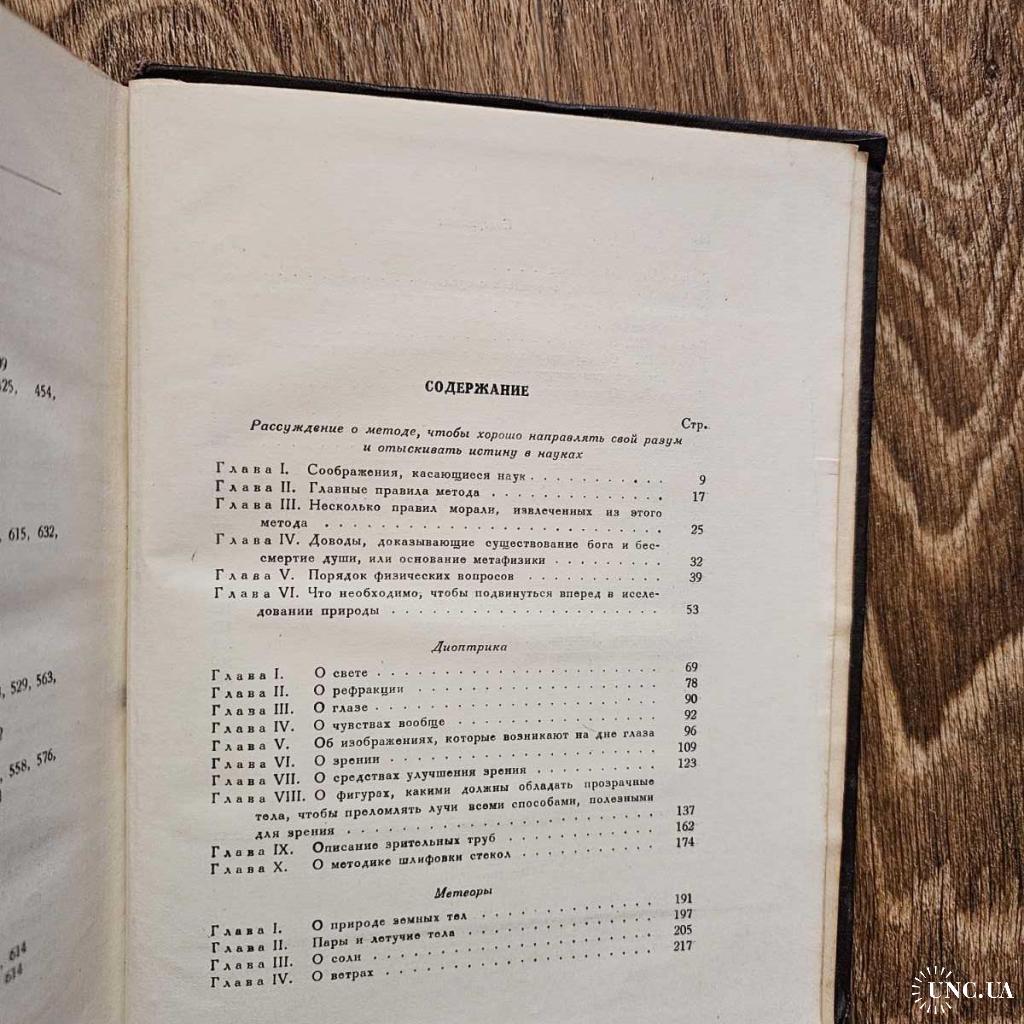 25, 454,
615, 632,
529, 563,
558, 576,
614
614
СОДЕРЖАНИЕ
Стр.
Рассуждение о методе, чтобы хорошо направлять свой разум
и отыскивать истину в науках
Глава I. Соображения, касающиеся наук . . . . . . . . . . 9
Глава II. Главные правила метода . . . . . . . . . . . . . 17
Глава III. Несколько правил морали, извлеченных из этого
метода . . . . . . . . . . . . . . . . . . . . . . . . . . 25
Глава IV. Доводы, доказывающие существование бога и бес-
смертие души, или основание метафизики . . . . . . . . . 32
Глава V. Порядок физических вопросов . . . . . . . . . . 39
Глава VI. Что необходимо, чтобы подвинуться вперед в иссле-
довании природы . . . . . . . . . . . . . . . . . . . . . 53
Диоптрика
Глава I. О свете . . . . . . . . . . . . . . . . . . . . . 69
Глава II. О рефракции . . . . . . . . . . . . . . . . . . 78
Глава III. О глазе . . . . . . . . . . . . . . . . . . . . 90
Глава IV. О чувствах вообще . . . . . . . . . . . . . . . 92
Глава V. Об изображениях, которые возникают на дне глаза 96
Глава VI. О зрении . . . . . . . . . . . . . . . . . . . . 109
Глава VII. О средствах улучшения зрения . . . . . . . . . 123
Глава VIII. О фигурах, какими должны обладать прозрачные
тела, чтобы преломлять лучи всеми способами, полезными
для зрения . . . . . . . . . . . . . . . . . . . . . . . . 137
Глава IX. Описание зрительных труб . . . . . . . . . . . . 162
Глава X. О методике шлифовки стекол . . . . . . . . . . . 174
Метеоры
Глава I. О природе земных тел . . . . . . . . . . . . . . 191
Глава II. Пары и летучие тела . . . . . . . . . . . . . . 197
Глава III. О соли . . . . . . . . . . . . . . . . . . . . 205
Глава IV. О ветрах . . . . . . . . . . . . . . . . . . . . 217
UNC.UA